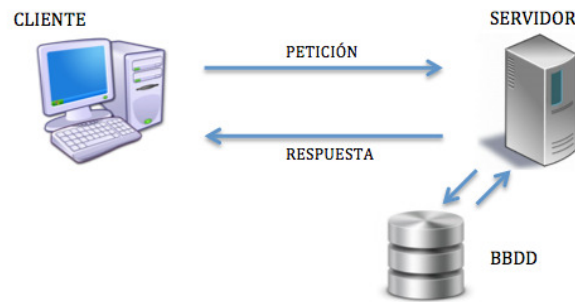 CLIENTE
SERVIDOR
PETICIÓN
RESPUESTA
BBDD